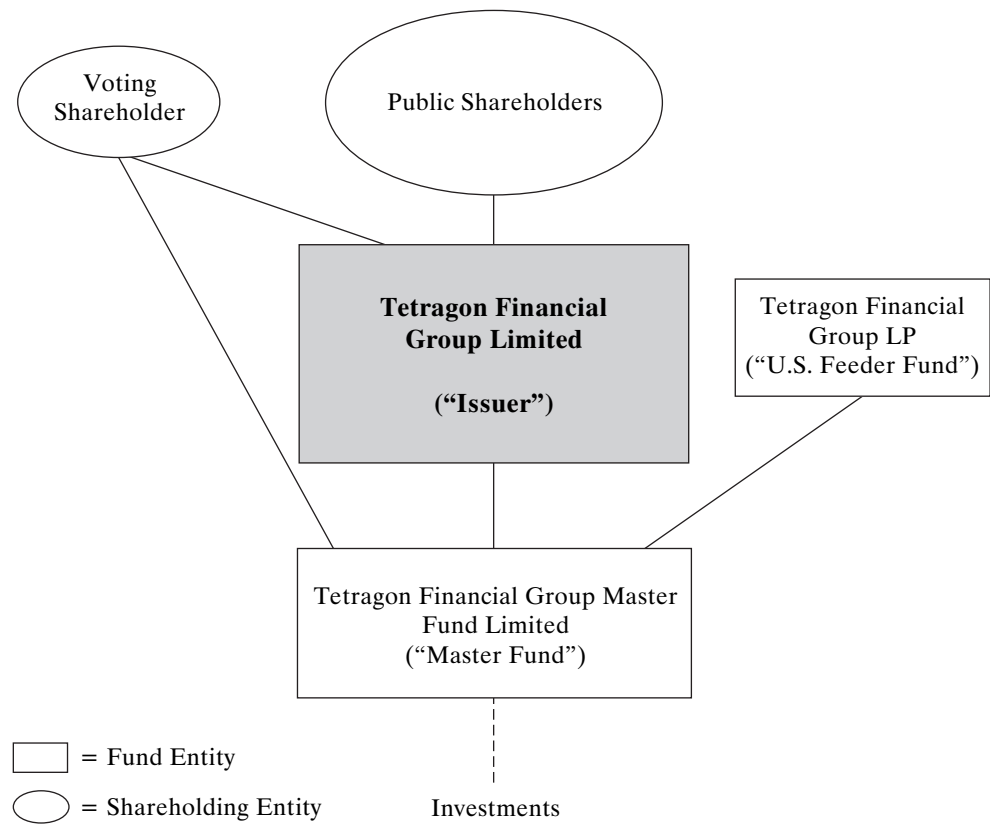 Voting
Shareholder
Public Shareholders
Tetragon Financial
Group Limited
(“Issuer”)
Tetragon Financial
Group LP
(“U.S. Feeder Fund”)
Tetragon Financial Group Master
Fund Limited
(“Master Fund”)
= Fund Entity
= Shareholding Entity
Investments